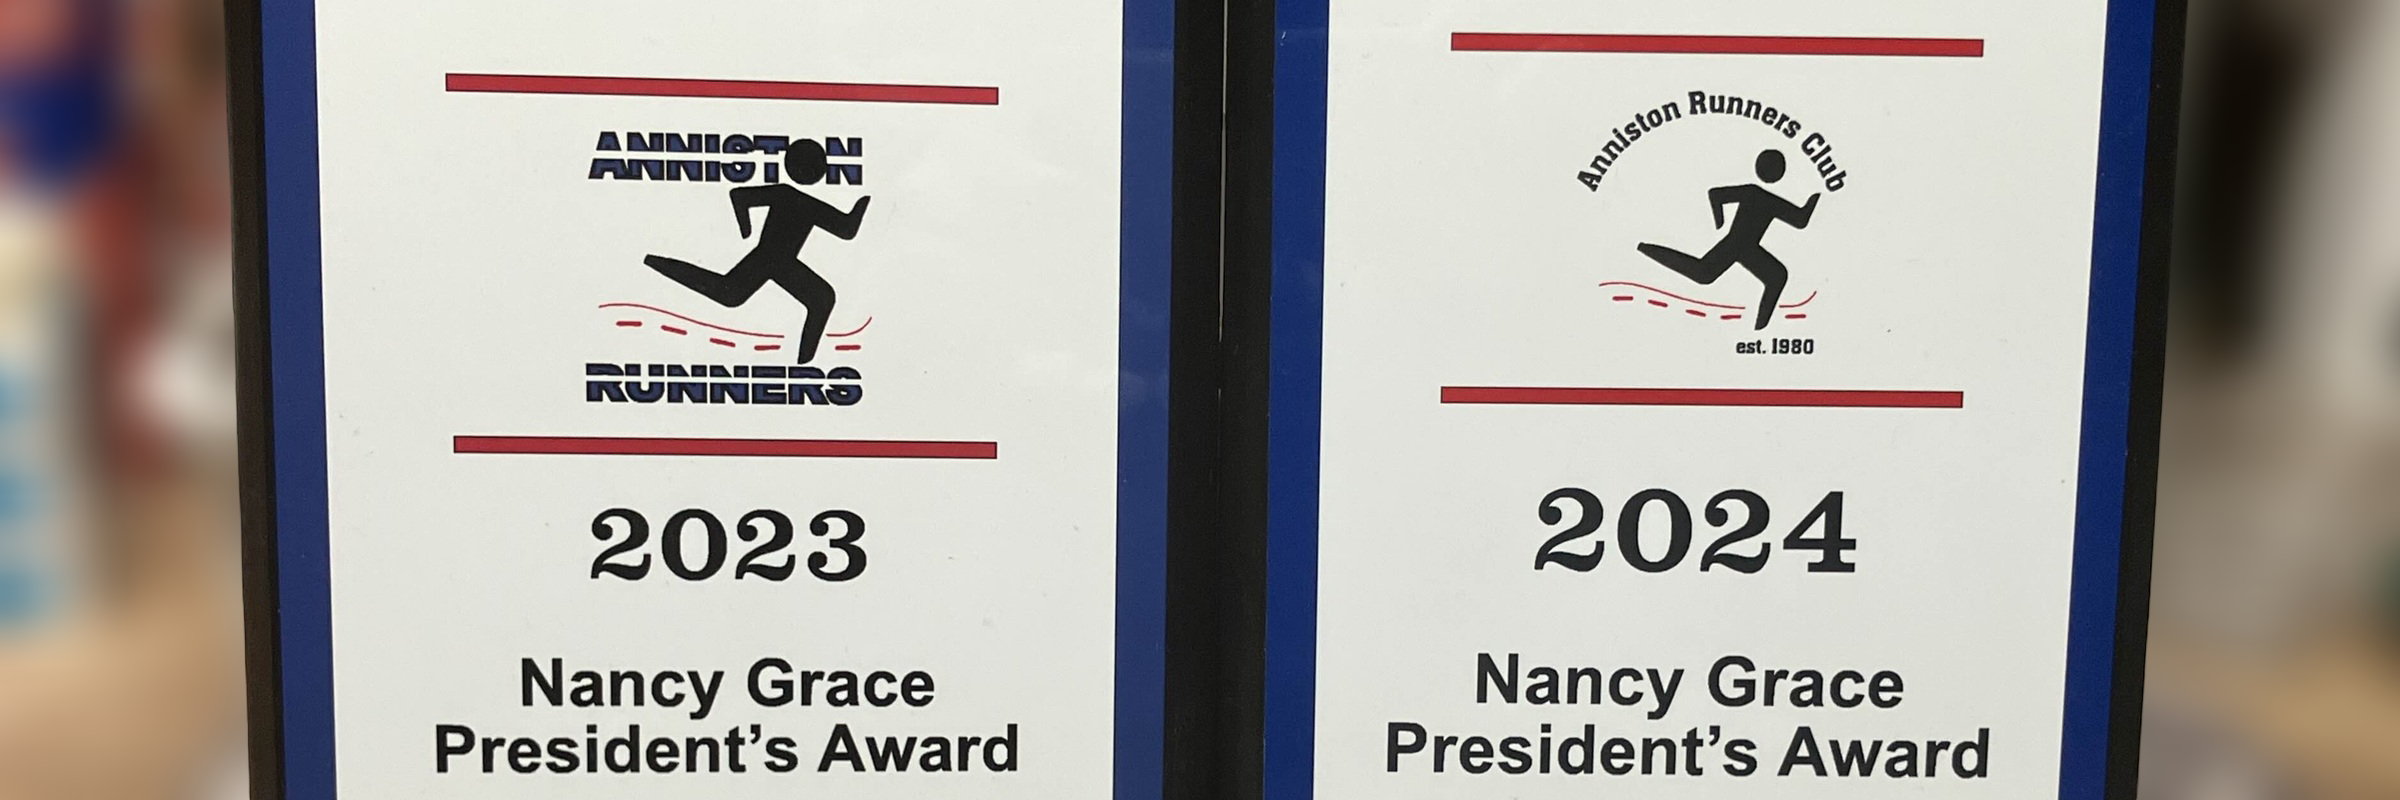 ANNISTON
RUNNERS
2023
Nancy Grace
President’s Award
Anniston Runners Club
est. 1980
2024
Nancy Grace
President’s Award